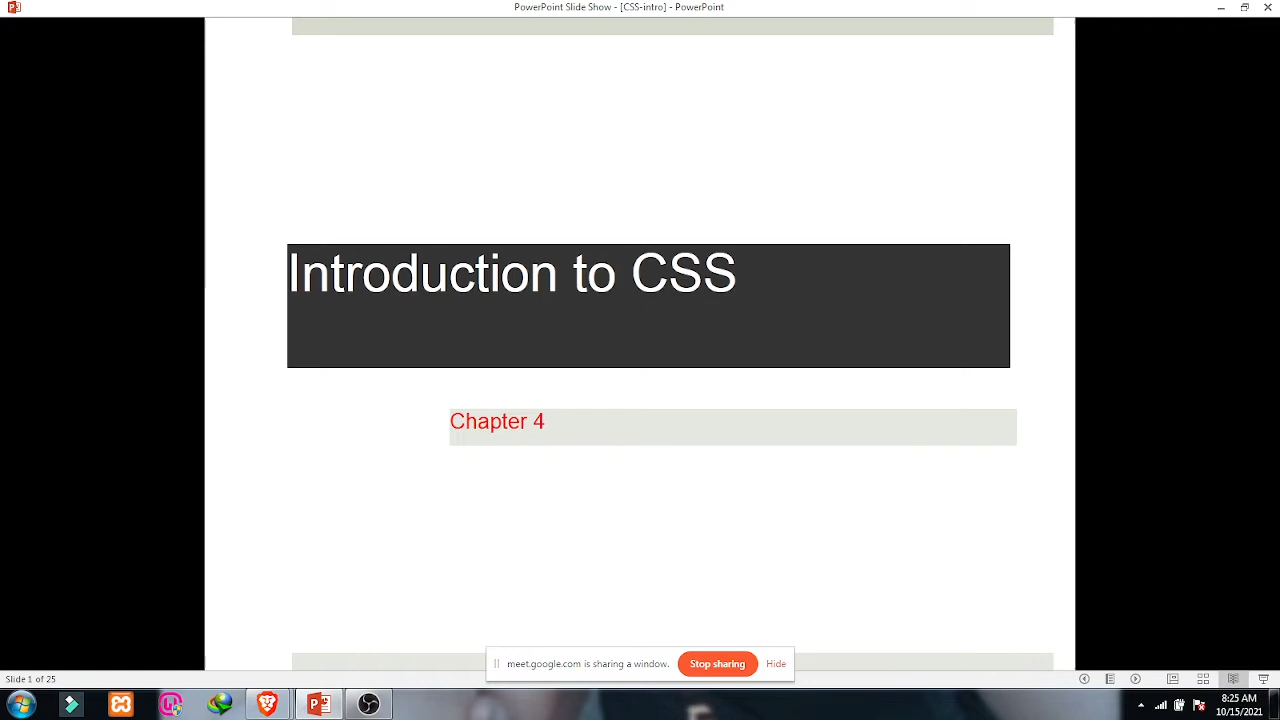 PowerPoint Slide Show - [CSS-intro] - PowerPoint
Introduction to CSS
Chapter 4
meet.google.com is sharing a window. Stop sharing Hide
Slide 1 of 25
8:25 AM
10/15/2021